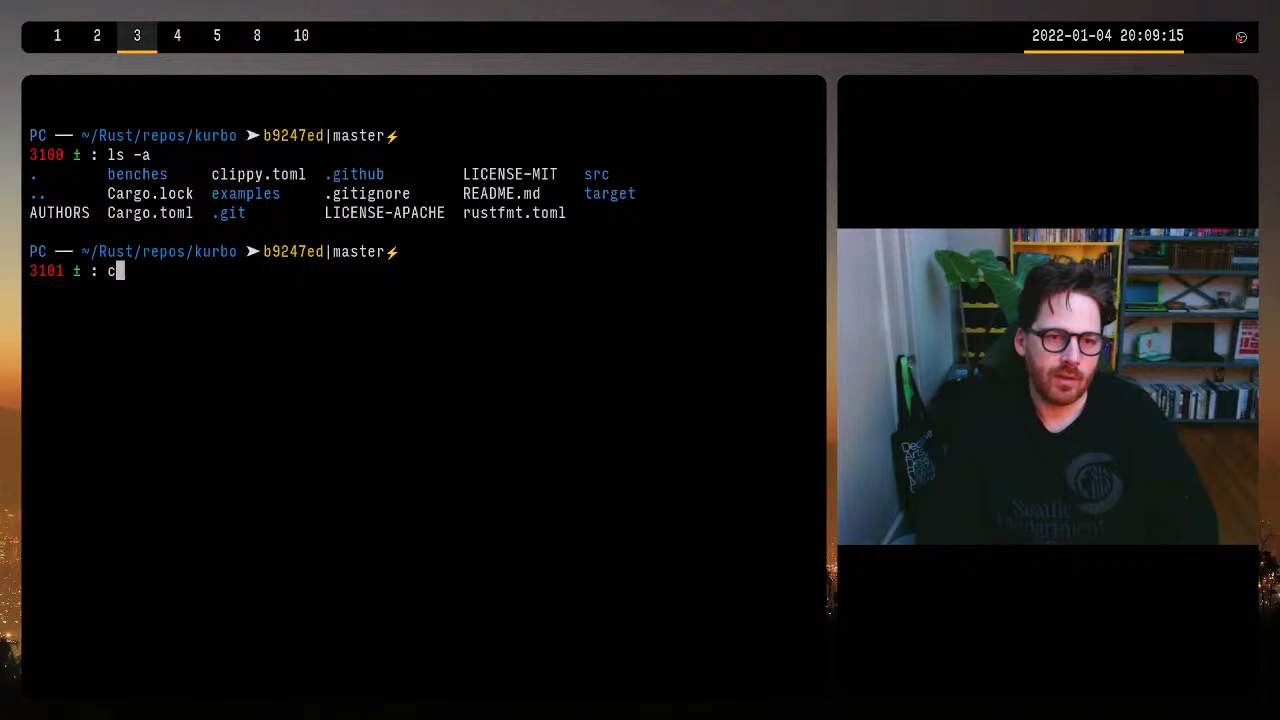 1 2 3 4 5 8 10 2022-01-04 20:09:15
PC — ~/Rust/repos/kurbo ➤ b9247ed|master⚡
3100 ± : ls -a
. benches clippy.toml .github LICENSE-MIT src
.. Cargo.lock examples .gitignore README.md target
AUTHORS Cargo.toml .git LICENSE-APACHE rustfmt.toml
PC — ~/Rust/repos/kurbo ➤ b9247ed|master⚡
3101 ± : c
Seattle
Department